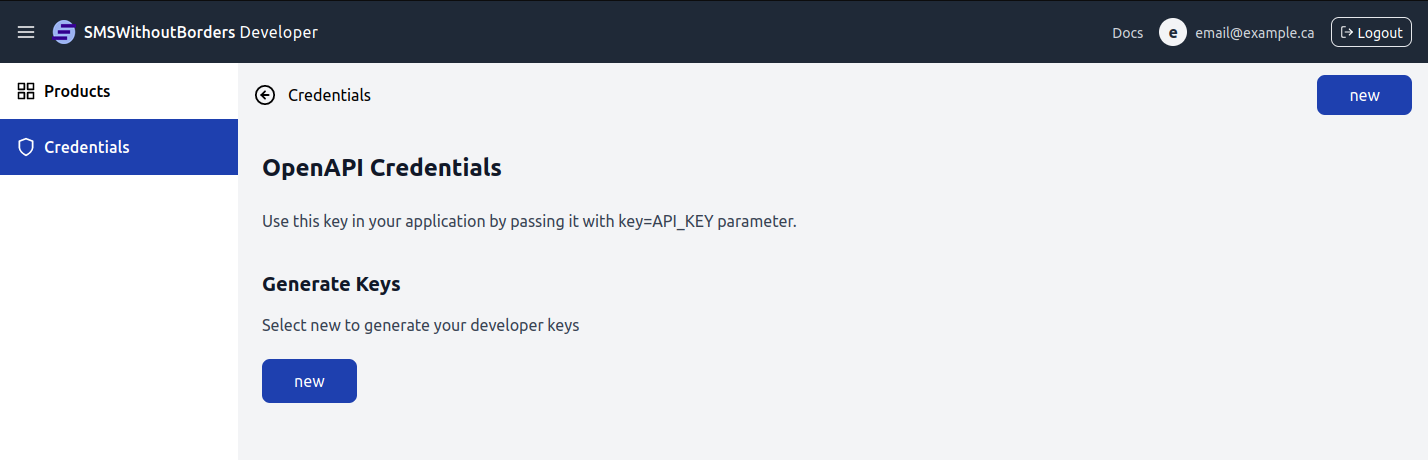 SMSWithoutBorders Developer
Docs
e
email@example.ca
Logout
Products
Credentials
Credentials
new
OpenAPI Credentials
Use this key in your application by passing it with key=API_KEY parameter.
Generate Keys
Select new to generate your developer keys
new